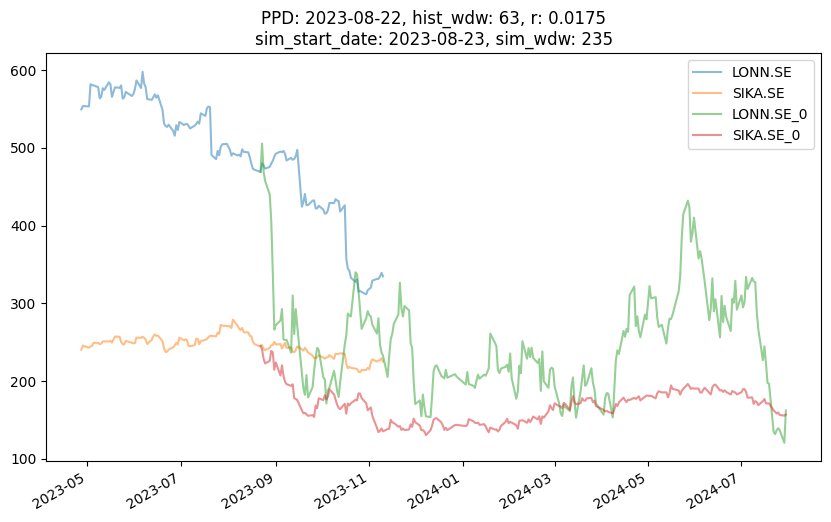 PPD: 2023-08-22, hist_wdw: 63, r: 0.0175
sim_start_date: 2023-08-23, sim_wdw: 235
LONN.SE
SIKA.SE
LONN.SE_0
SIKA.SE_0
600
500
400
300
200
100
2023-05
2023-07
2023-09
2023-11
2024-01
2024-03
2024-05
2024-07